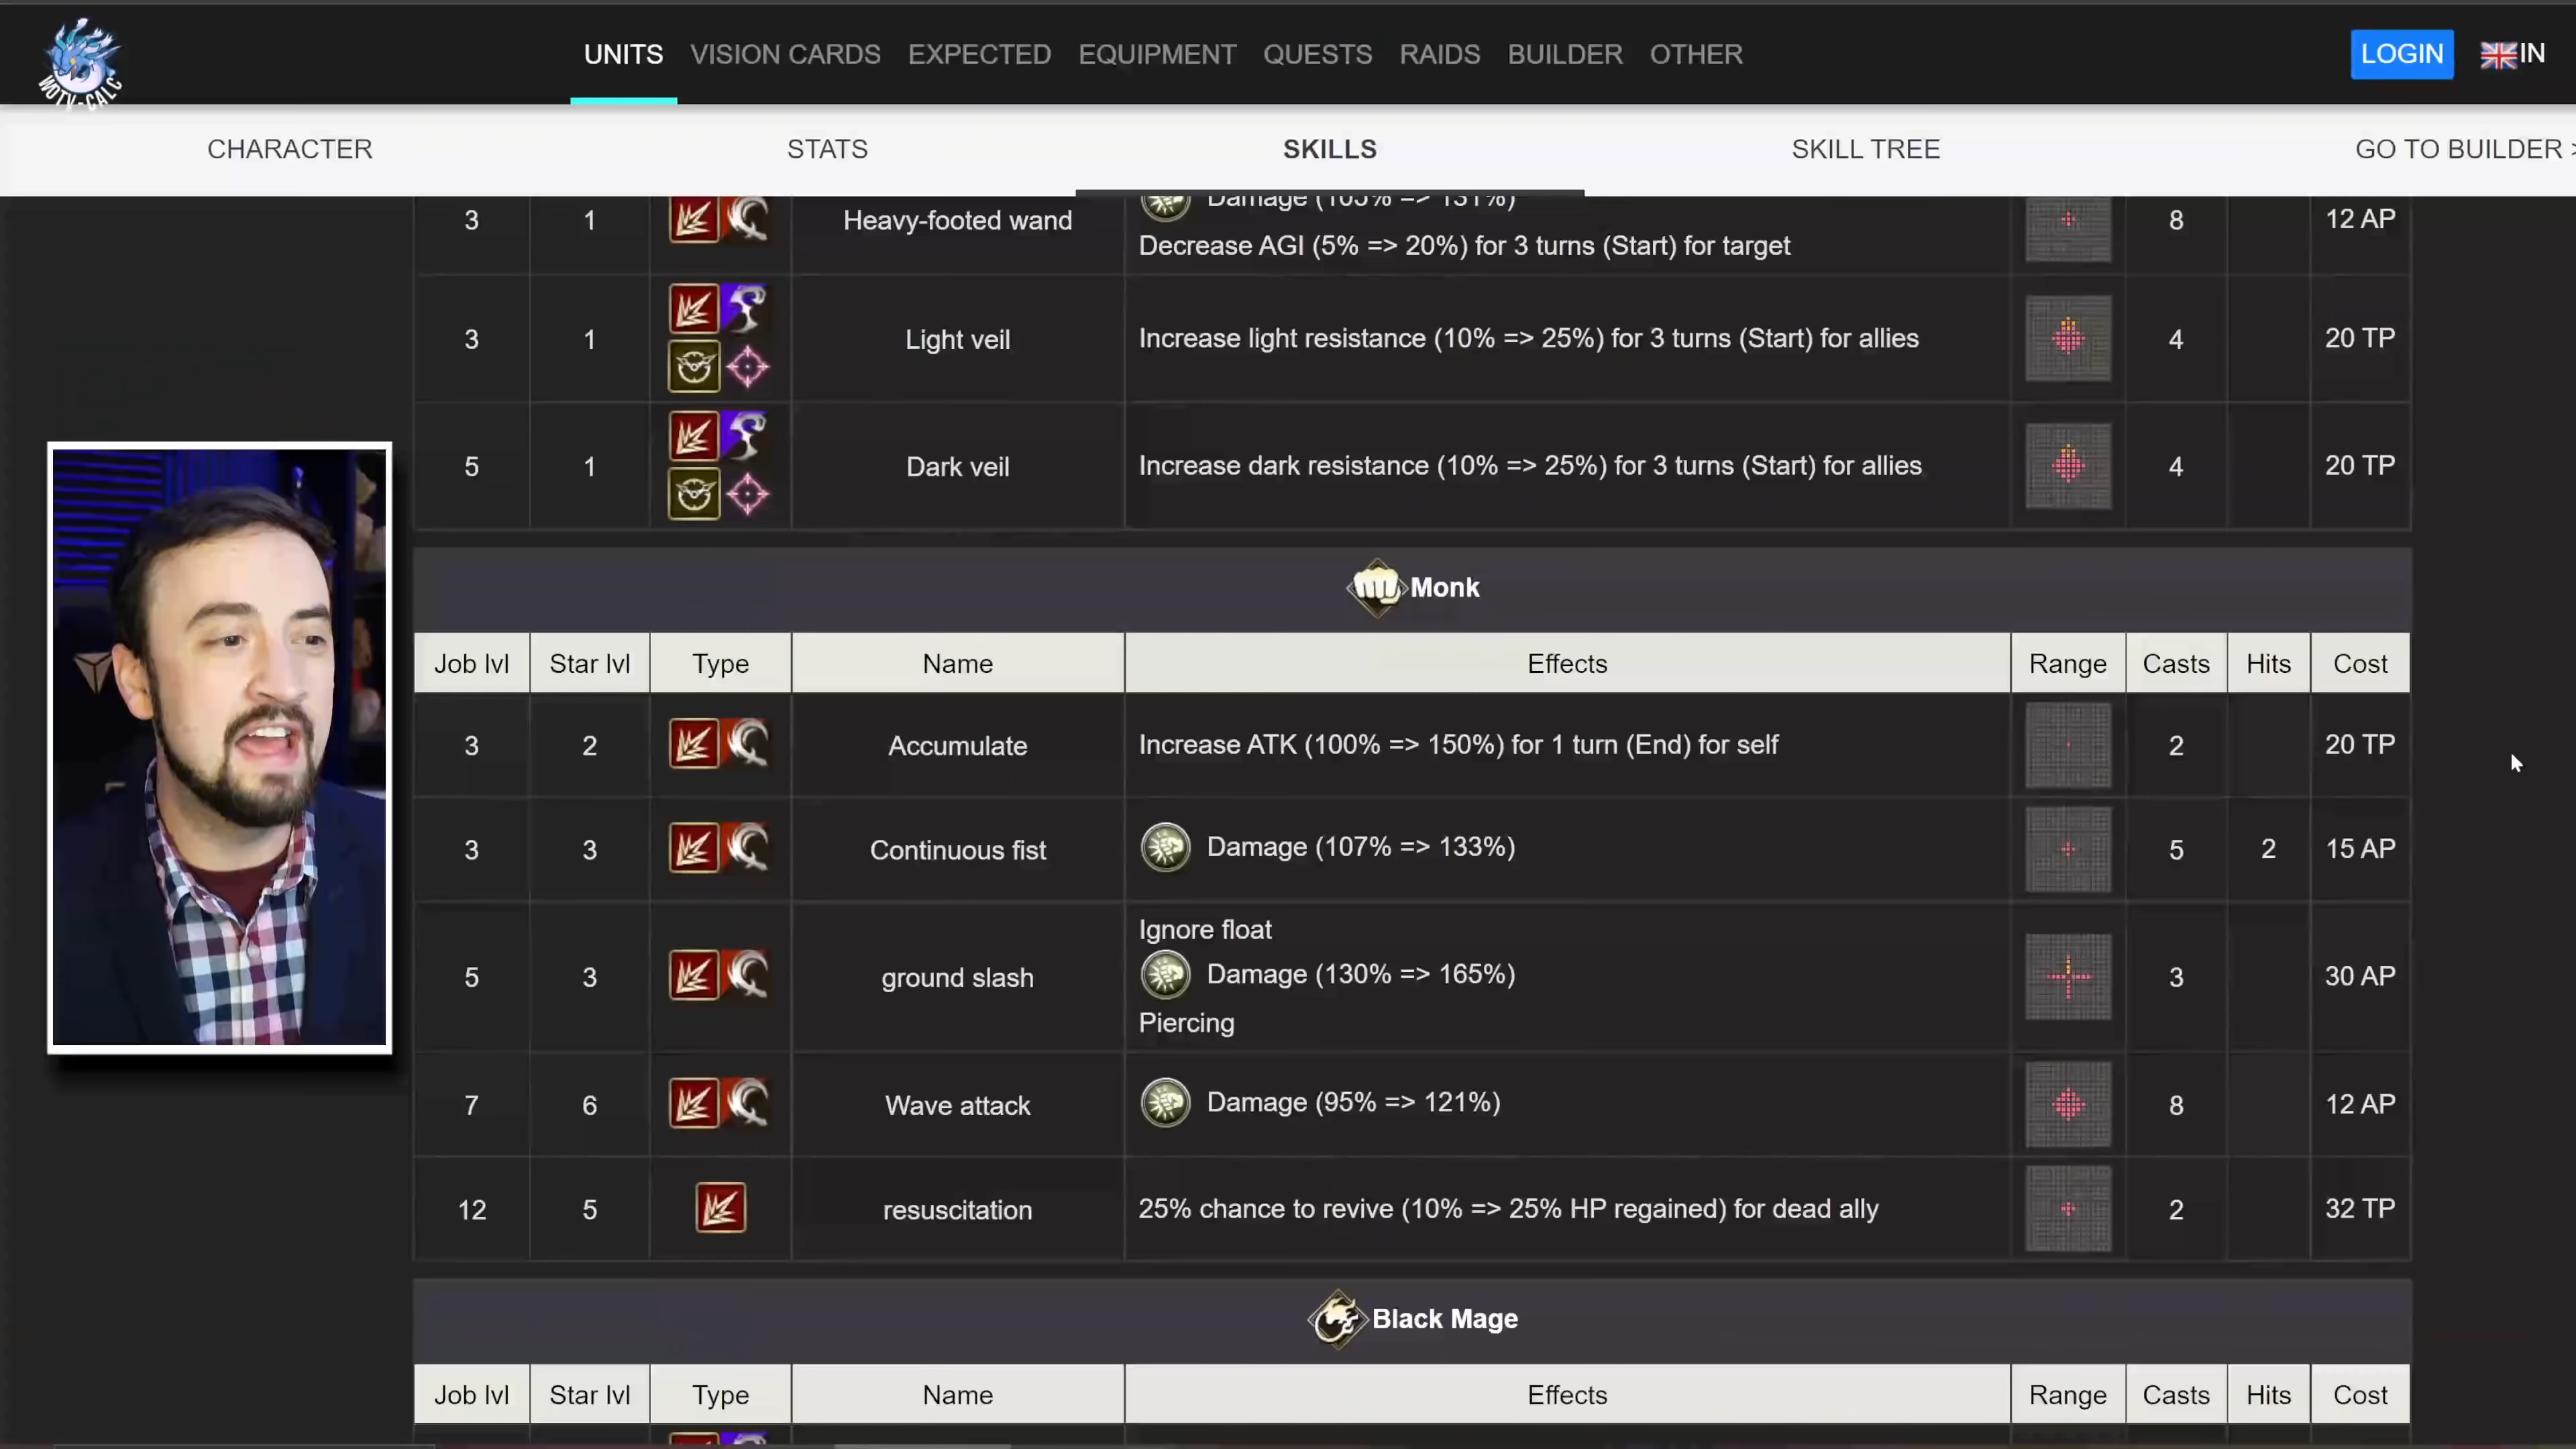 UNITS VISION CARDS EXPECTED EQUIPMENT QUESTS RAIDS BUILDER OTHER LOGIN IN
WOTV-CALC
CHARACTER STATS SKILLS SKILL TREE GO TO BUILDER >
Damage (105% => 131%)
3 1 Heavy-footed wand 8 12 AP
Decrease AGI (5% => 20%) for 3 turns (Start) for target
3 1 Light veil Increase light resistance (10% => 25%) for 3 turns (Start) for allies 4 20 TP
5 1 Dark veil Increase dark resistance (10% => 25%) for 3 turns (Start) for allies 4 20 TP
Monk
Job lvl Star lvl Type Name Effects Range Casts Hits Cost
3 2 Accumulate Increase ATK (100% => 150%) for 1 turn (End) for self 2 20 TP
3 3 Continuous fist Damage (107% => 133%) 5 2 15 AP
Ignore float
5 3 ground slash Damage (130% => 165%) 3 30 AP
Piercing
7 6 Wave attack Damage (95% => 121%) 8 12 AP
12 5 resuscitation 25% chance to revive (10% => 25% HP regained) for dead ally 2 32 TP
Black Mage
Job lvl Star lvl Type Name Effects Range Casts Hits Cost